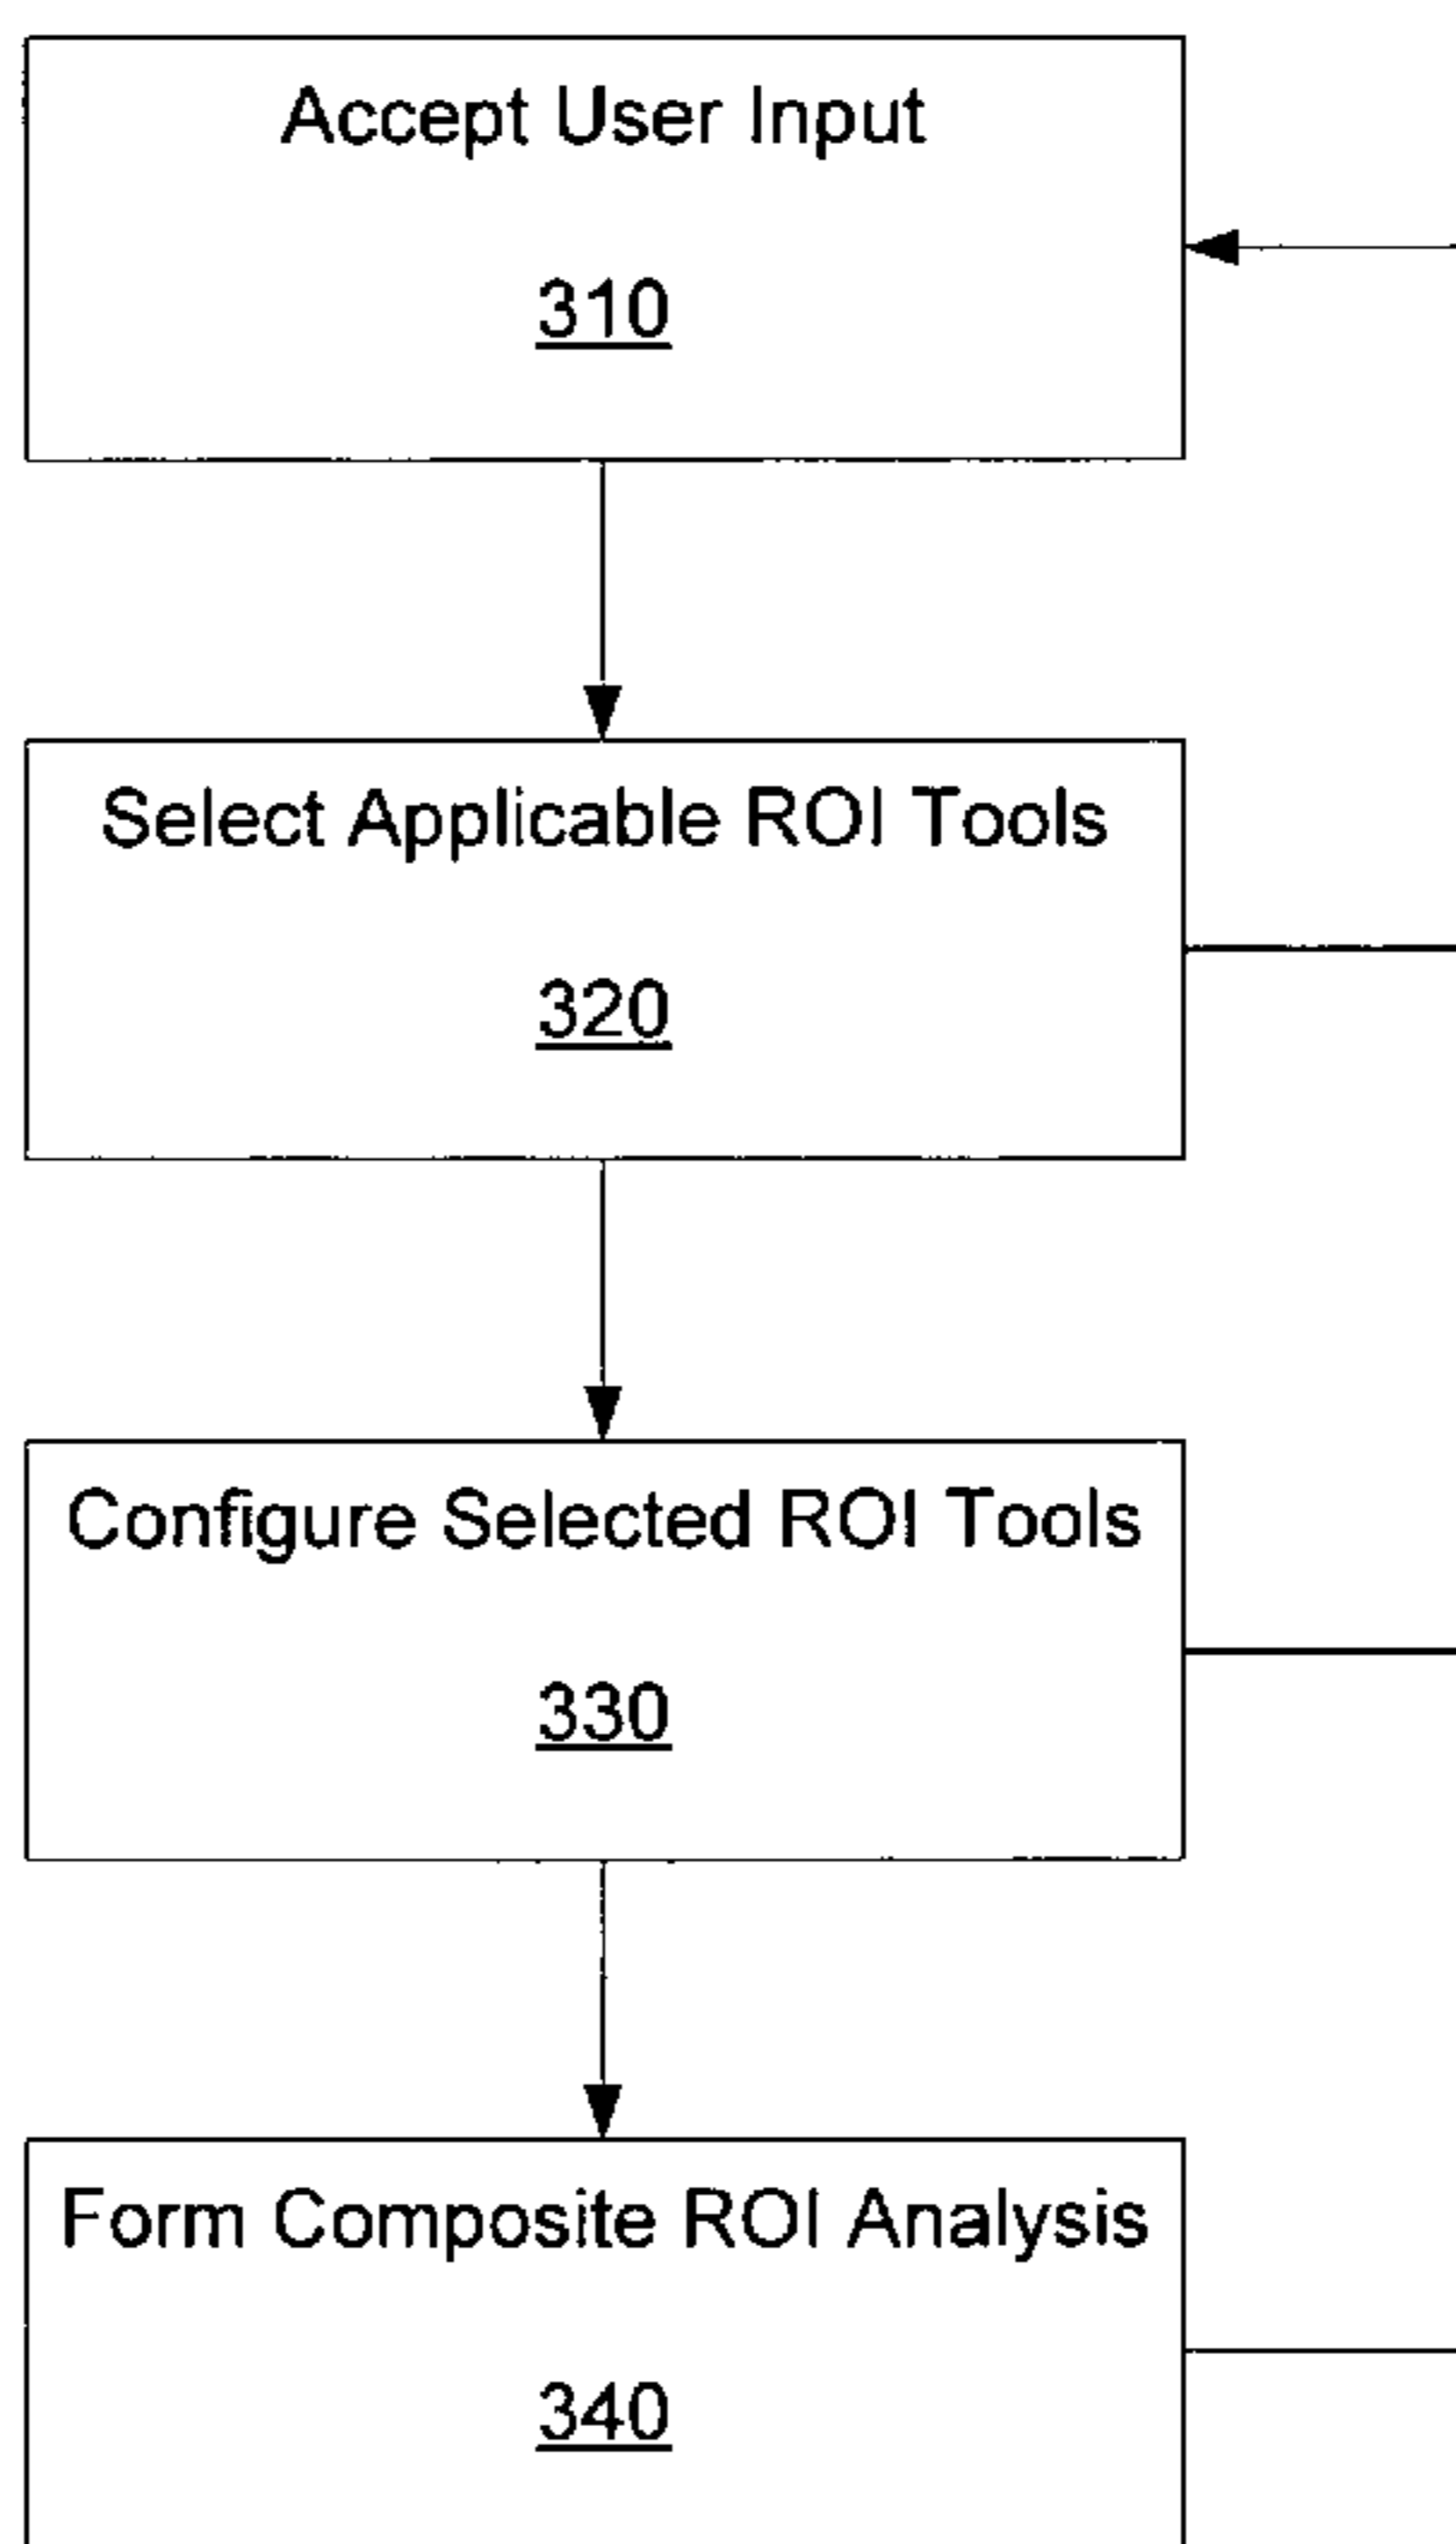 Accept User Input
310
Select Applicable ROI Tools
320
Configure Selected ROI Tools
330
Form Composite ROI Analysis
340